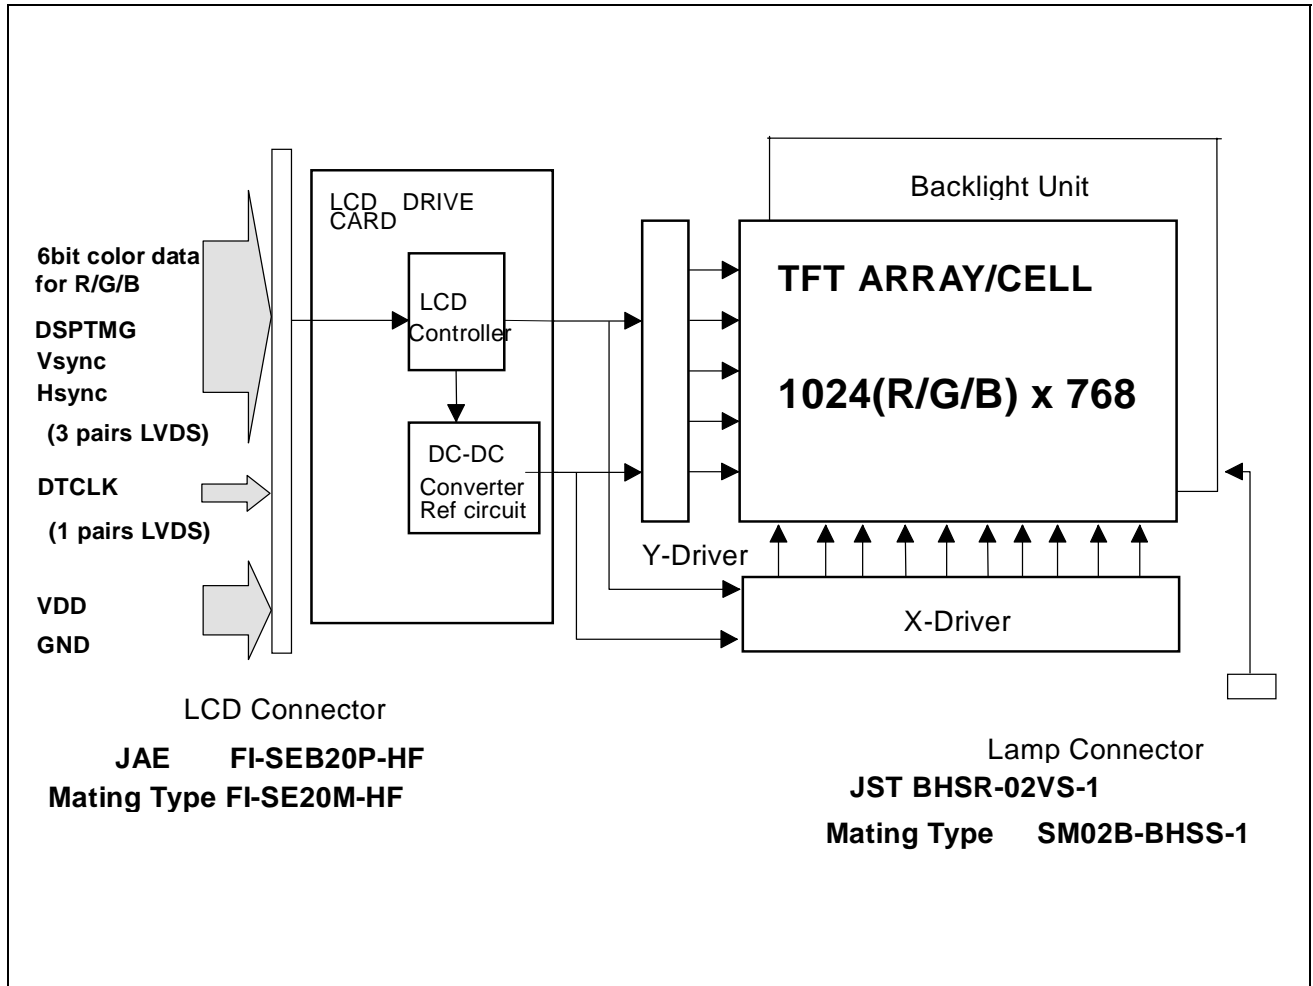 6bit color data
for R/G/B
DSPTMG
Vsync
Hsync
(3 pairs LVDS)
DTCLK
(1 pairs LVDS)
VDD
GND
LCD DRIVE
CARD
LCD
Controller
DC-DC
Converter
Ref circuit
Backlight Unit
TFT ARRAY/CELL
1024(R/G/B) x 768
Y-Driver
X-Driver
LCD Connector
JAE FI-SEB20P-HF
Mating Type FI-SE20M-HF
Lamp Connector
JST BHSR-02VS-1
Mating Type SM02B-BHSS-1